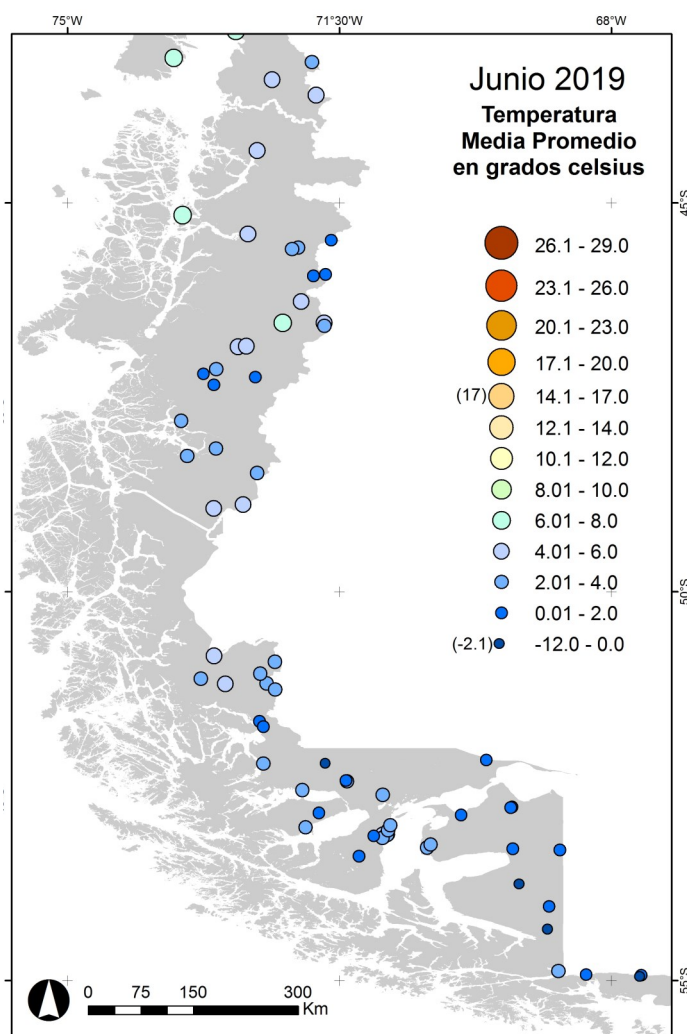 75°W
71°30'W
68°W
Junio 2019
Temperatura
Media Promedio
en grados celsius
45°S
26.1 - 29.0
23.1 - 26.0
20.1 - 23.0
17.1 - 20.0
(17) 14.1 - 17.0
12.1 - 14.0
10.1 - 12.0
8.01 - 10.0
6.01 - 8.0
4.01 - 6.0
50°S
2.01 - 4.0
0.01 - 2.0
(-2.1) -12.0 - 0.0
55°S
0 75 150 300
Km